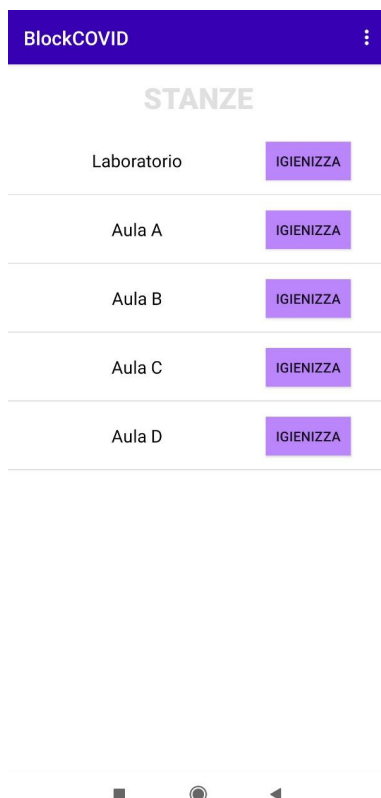 BlockCOVID
STANZE
Laboratorio IGIENIZZA
Aula A IGIENIZZA
Aula B IGIENIZZA
Aula C IGIENIZZA
Aula D IGIENIZZA